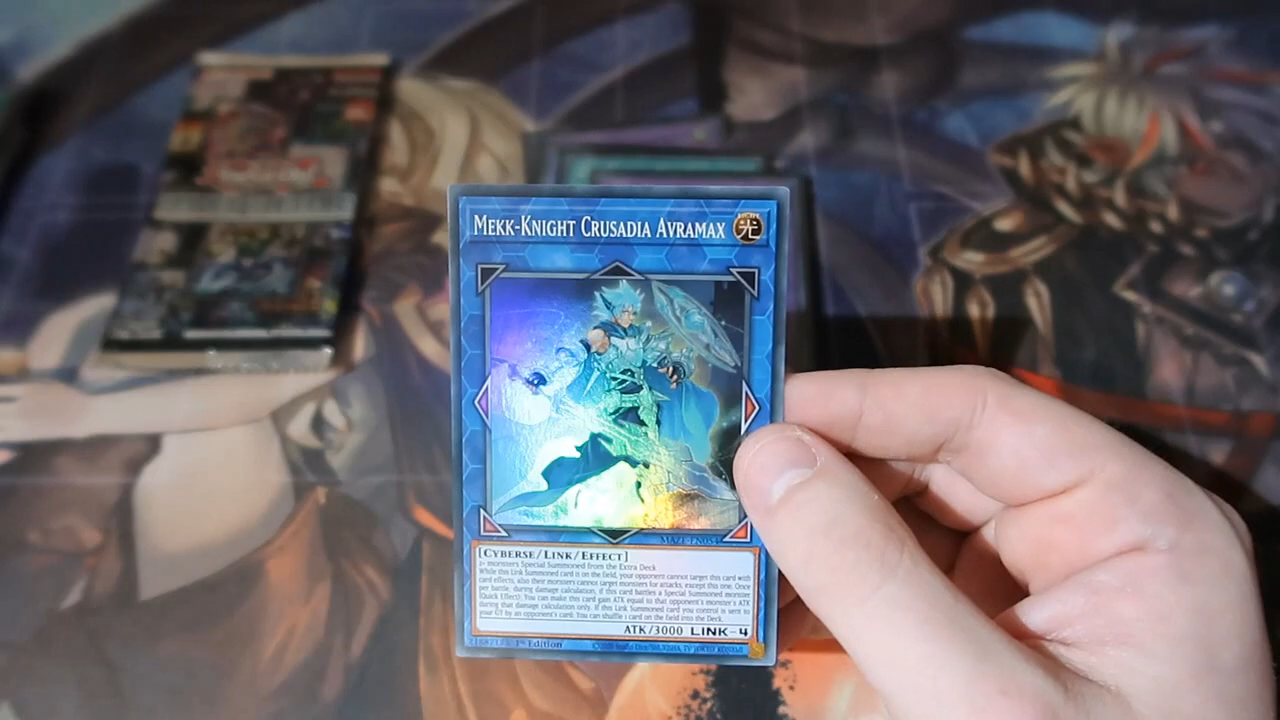 MEKK-KNIGHT CRUSADIA AVRAMAX
LIGHT
光
MAZE-EN054
[CYBERSE/LINK/EFFECT]
2+ monsters Special Summoned from the Extra Deck
While this Link Summoned card is on the field, your opponent cannot target this card with
card effects, also their monsters cannot target monsters for attacks, except this one. Once
per battle, during damage calculation, if this card battles a Special Summoned monster
(Quick Effect): You can make this card gain ATK equal to that opponent's monster's ATK
during that damage calculation only. If this Link Summoned card you control is sent to
your GY by an opponent's card: You can shuffle 1 card on the field into the Deck.
ATK/3000 LINK-4
1st Edition